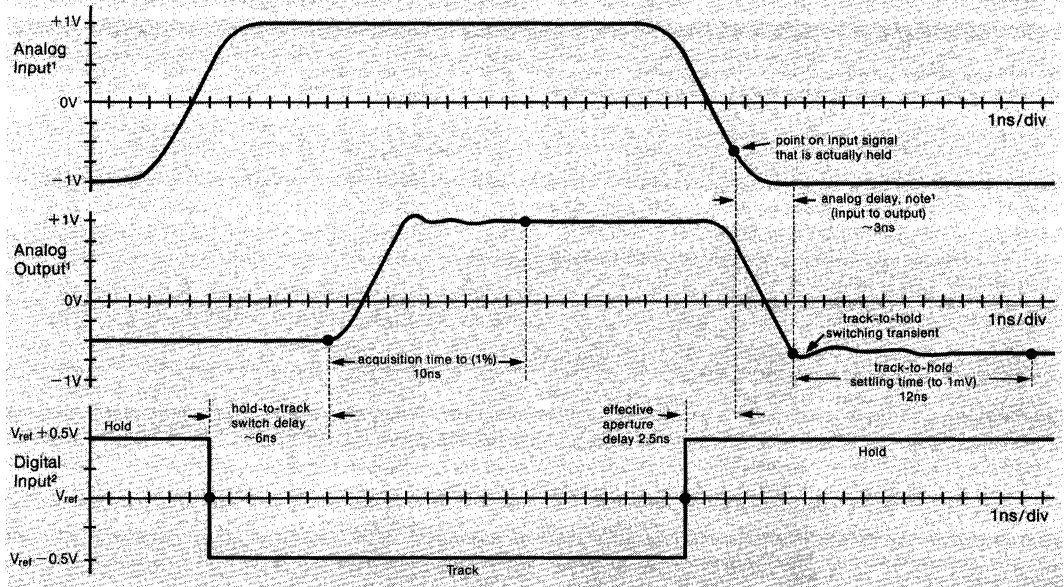 +1V
Analog
Input¹
0V
1ns/div
point on input signal
that is actually held
−1V
analog delay, note¹
(input to output)
~3ns
+1V
Analog
Output¹
0V
1ns/div
track-to-hold
switching transient
acquisition time to (1%)
10ns
−1V
track-to-hold
settling time (to 1mV)
12ns
hold-to-track
switch delay
~6ns
effective
aperture
delay 2.5ns
Vref +0.5V
Hold
Hold
Digital
Input²
Vref
1ns/div
Vref −0.5V
Track